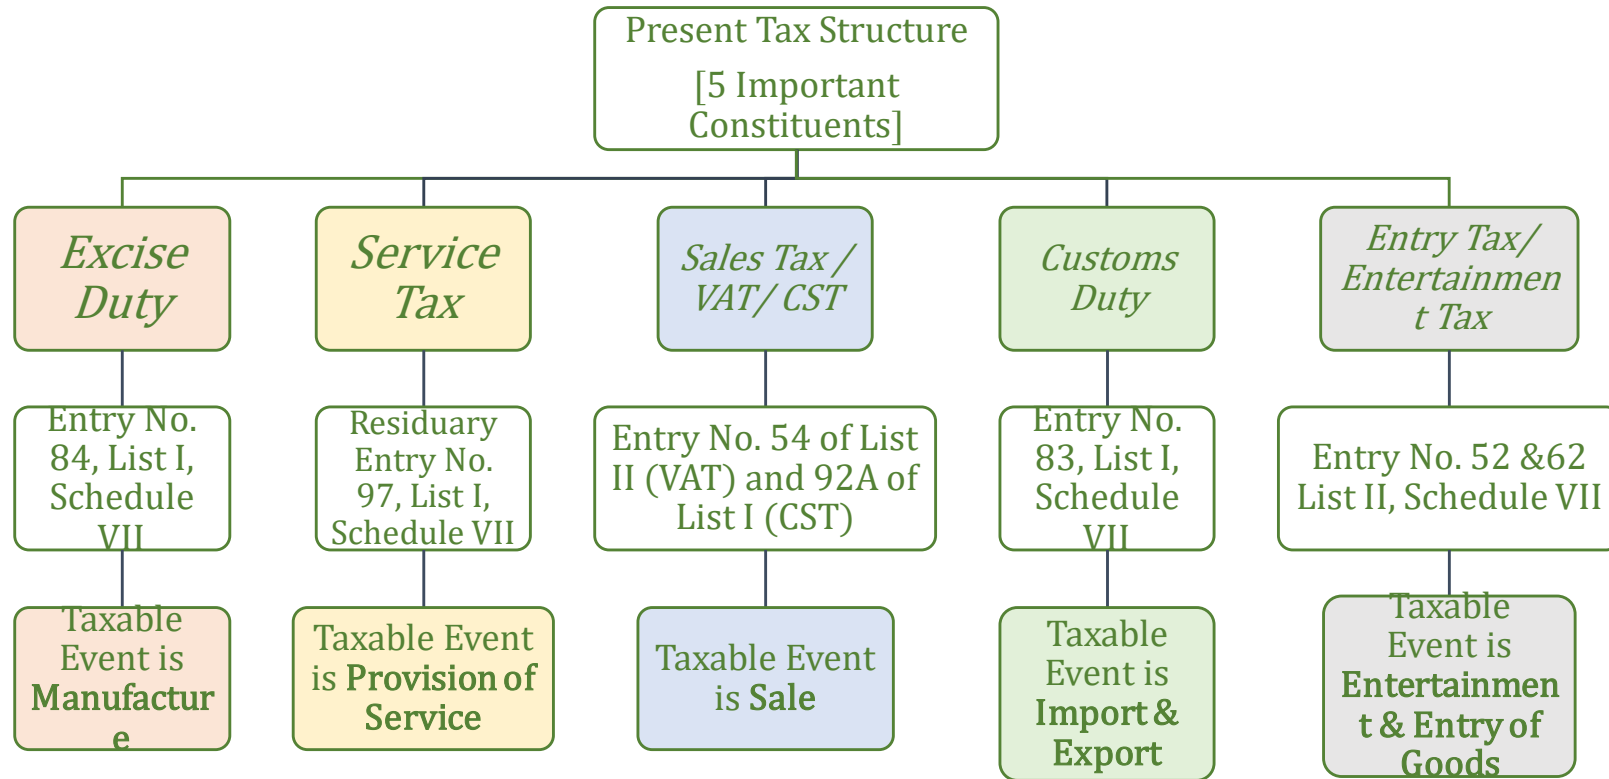 Present Tax Structure
[5 Important
Constituents]
Excise
Duty
Service
Tax
Sales Tax /
VAT/ CST
Customs
Duty
Entry Tax/
Entertainmen
t Tax
Entry No.
84, List I,
Schedule
VII
Residuary
Entry No.
97, List I,
Schedule VII
Entry No. 54 of List
II (VAT) and 92A of
List I (CST)
Entry No.
83, List I,
Schedule
VII
Entry No. 52 &62
List II, Schedule VII
Taxable
Event is
Manufactur
e
Taxable Event
is Provision of
Service
Taxable Event
is Sale
Taxable
Event is
Import &
Export
Taxable
Event is
Entertainmen
t & Entry of
Goods